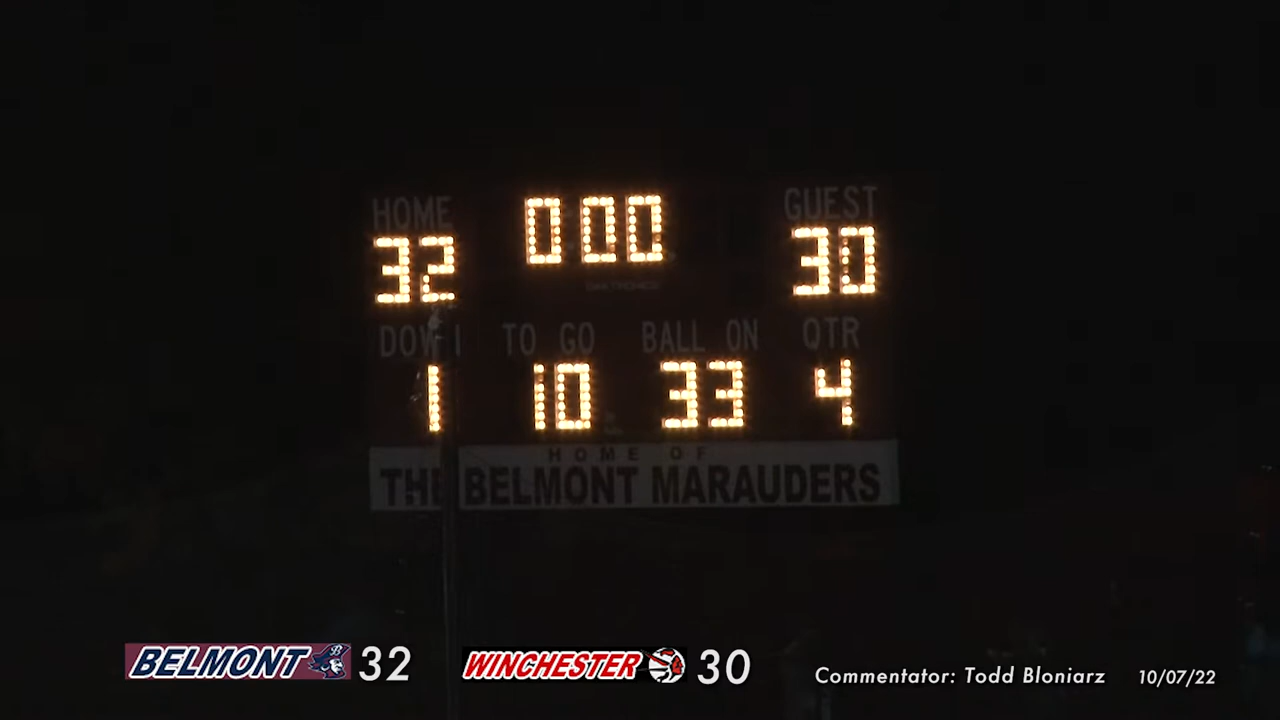 HOME 000 GUEST
32 30
DOWN TO GO BALL ON QTR
1 10 33 4
HOME OF
THE BELMONT MARAUDERS
BELMONT 32 WINCHESTER 30 Commentator: Todd Bloniarz 10/07/22